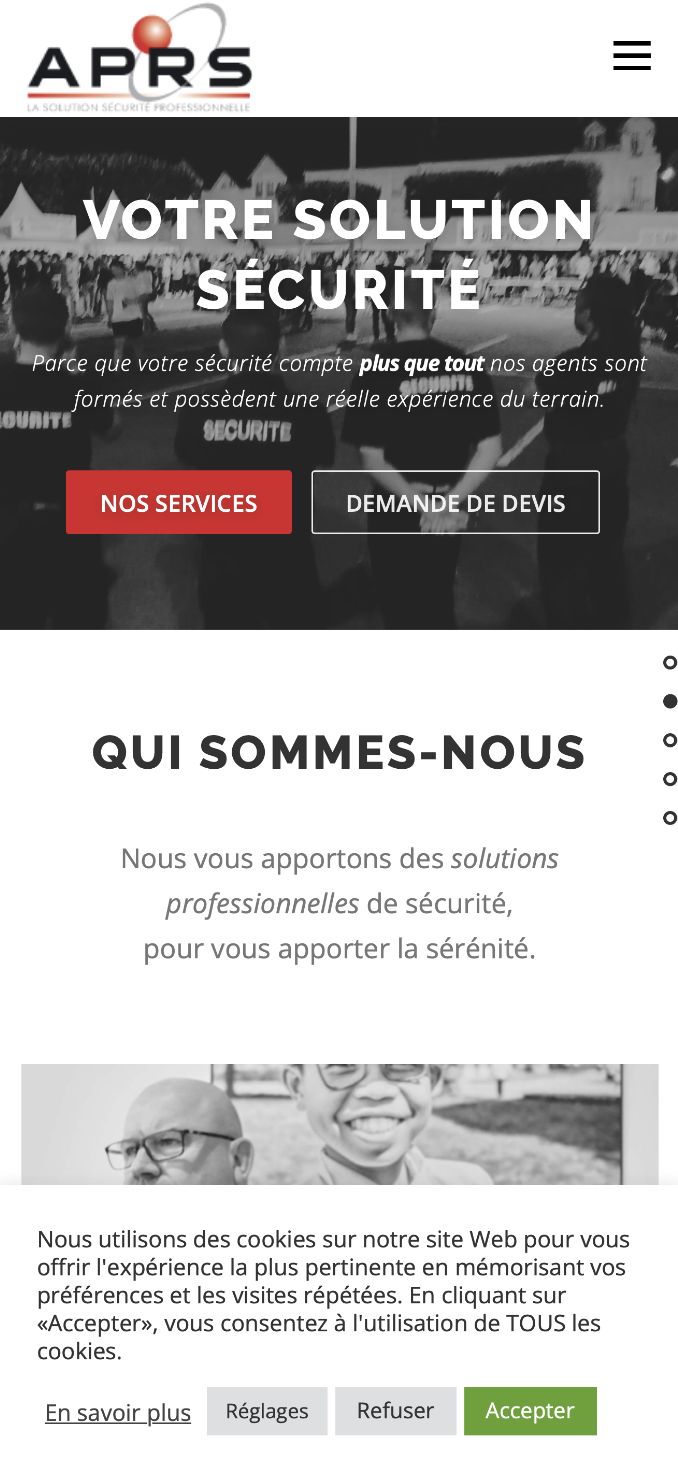 APRS
LA SOLUTION SÉCURITÉ PROFESSIONNELLE
VOTRE SOLUTION
SÉCURITÉ
Parce que votre sécurité compte plus que tout nos agents sont
formés et possèdent une réelle expérience du terrain.
SECURITE
NOS SERVICES
DEMANDE DE DEVIS
QUI SOMMES-NOUS
Nous vous apportons des solutions
professionnelles de sécurité,
pour vous apporter la sérénité.
Nous utilisons des cookies sur notre site Web pour vous
offrir l'expérience la plus pertinente en mémorisant vos
préférences et les visites répétées. En cliquant sur
«Accepter», vous consentez à l'utilisation de TOUS les
cookies.
En savoir plus
Réglages
Refuser
Accepter